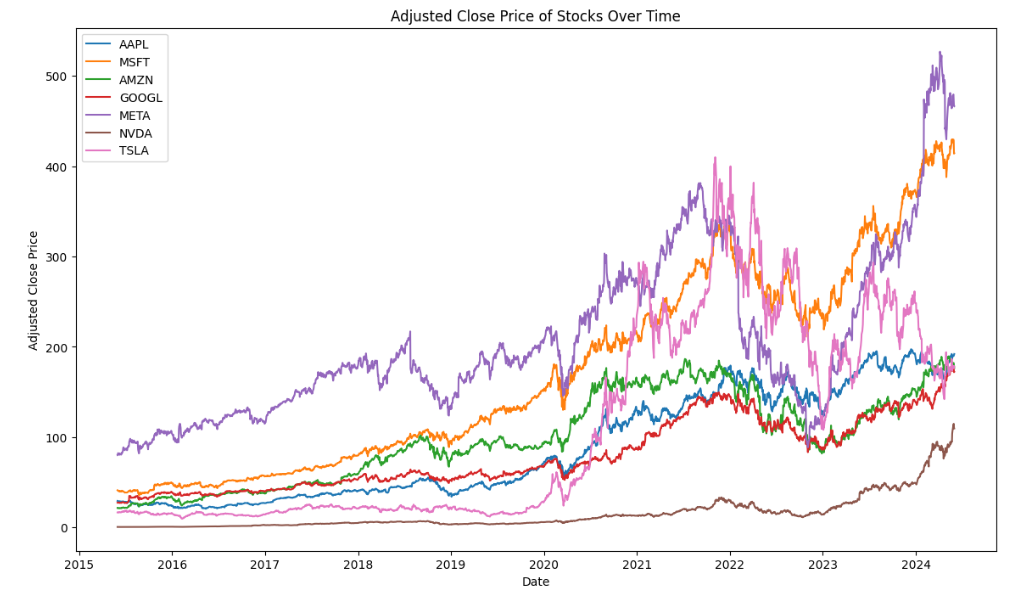 Adjusted Close Price of Stocks Over Time
AAPL
MSFT
AMZN
GOOGL
META
NVDA
TSLA
500
400
300
200
100
0
Adjusted Close Price
2015 2016 2017 2018 2019 2020 2021 2022 2023 2024
Date